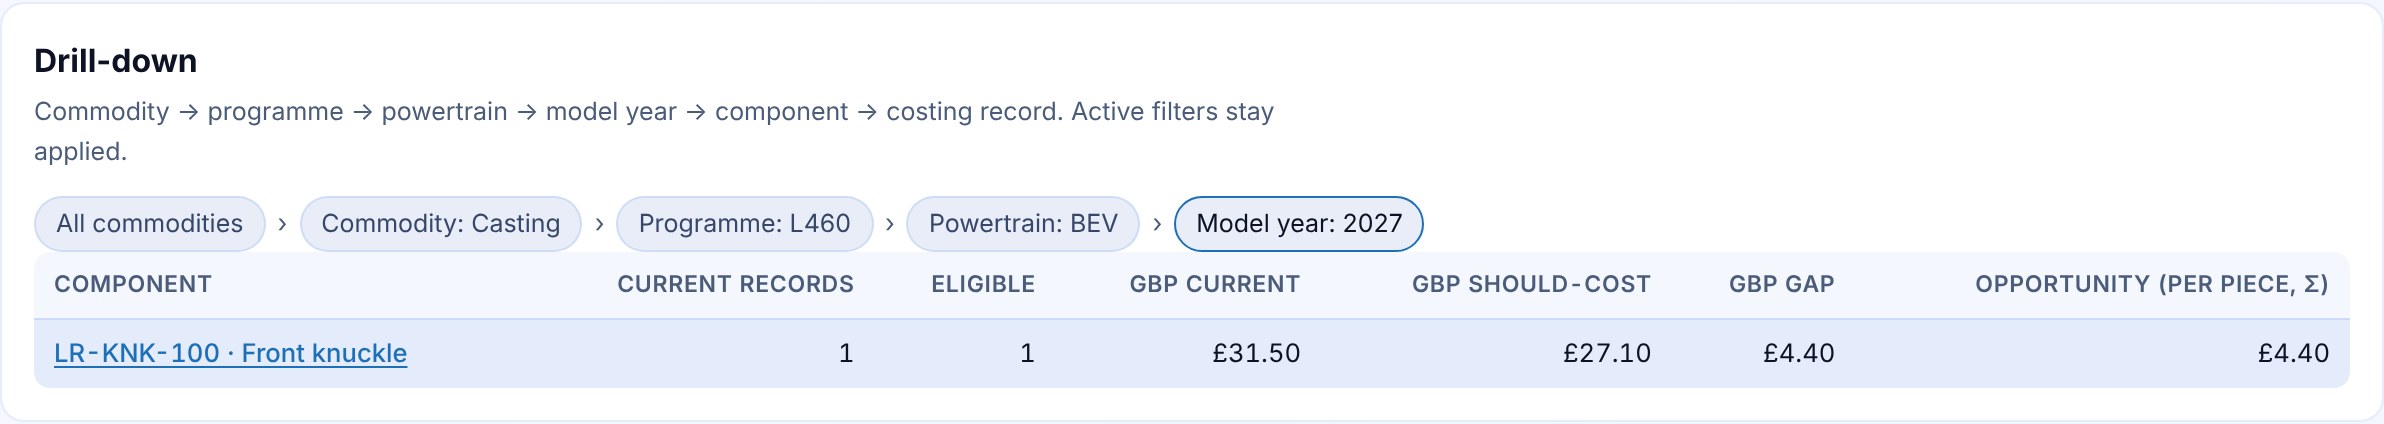 Drill-down
Commodity → programme → powertrain → model year → component → costing record. Active filters stay
applied.
All commodities › Commodity: Casting › Programme: L460 › Powertrain: BEV › Model year: 2027
COMPONENT CURRENT RECORDS ELIGIBLE GBP CURRENT GBP SHOULD-COST GBP GAP OPPORTUNITY (PER PIECE, Σ)
LR-KNK-100 · Front knuckle 1 1 £31.50 £27.10 £4.40 £4.40